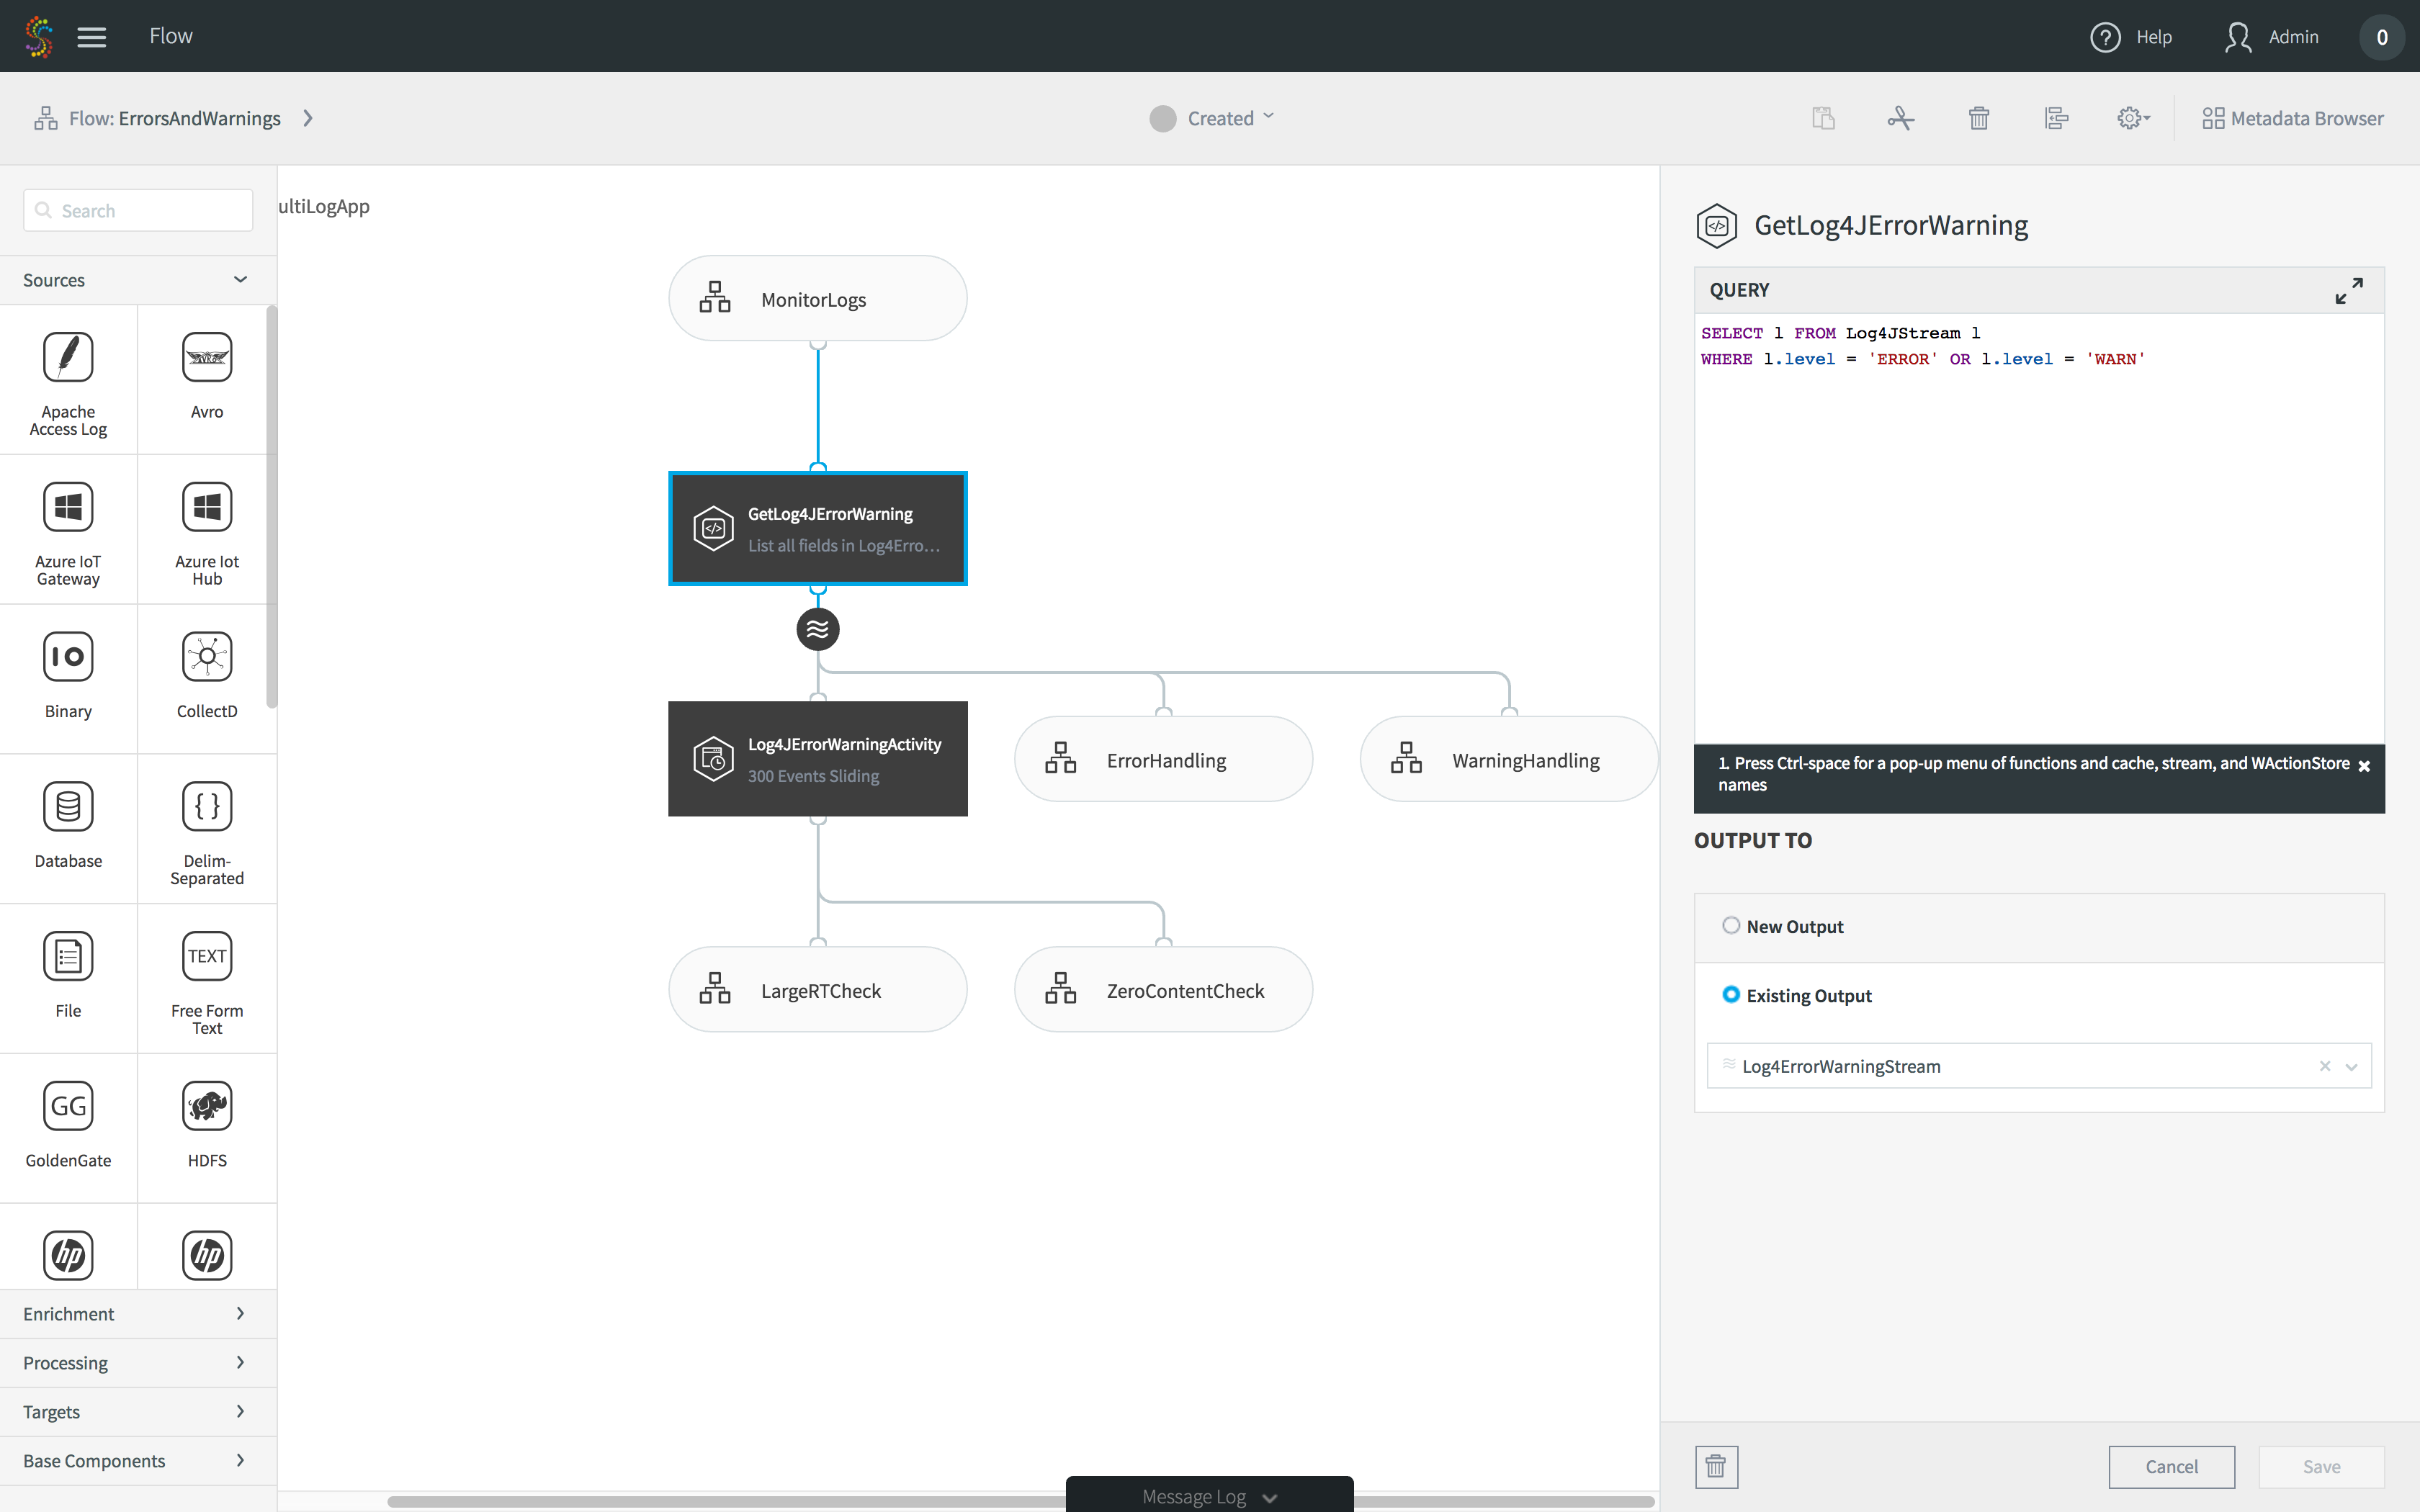 Flow
Help
Admin
0
Flow: ErrorsAndWarnings
Created
Metadata Browser
Search
Sources
Apache
Access Log
Avro
Azure IoT
Gateway
Azure Iot
Hub
Binary
CollectD
Database
Delim-
Separated
File
TEXT
Free Form
Text
GG
GoldenGate
HDFS
hp
hp
Enrichment
Processing
Targets
Base Components
ultiLogApp
MonitorLogs
GetLog4JErrorWarning
List all fields in Log4Erro...
Log4JErrorWarningActivity
300 Events Sliding
ErrorHandling
WarningHandling
LargeRTCheck
ZeroContentCheck
Message Log
GetLog4JErrorWarning
QUERY
SELECT l FROM Log4JStream l
WHERE l.level = 'ERROR' OR l.level = 'WARN'
1. Press Ctrl-space for a pop-up menu of functions and cache, stream, and WActionStore
names
OUTPUT TO
New Output
Existing Output
Log4ErrorWarningStream
Cancel
Save